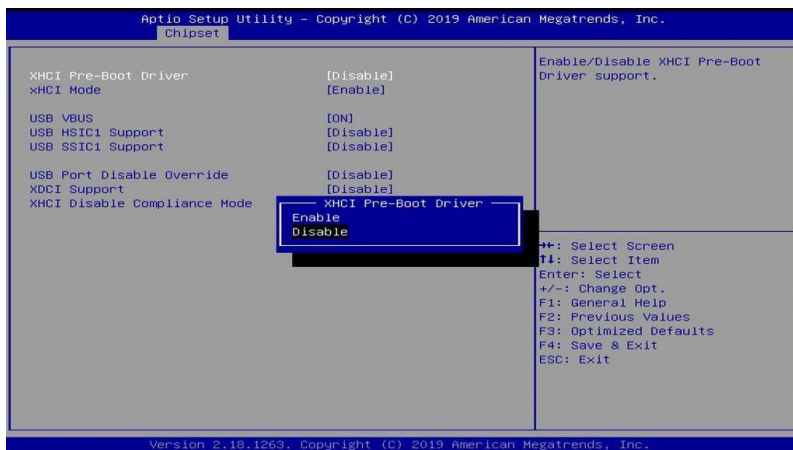 Aptio Setup Utility – Copyright (C) 2019 American Megatrends, Inc.
Chipset
XHCI Pre-Boot Driver [Disable]
xHCI Mode [Enable]
USB VBUS [ON]
USB HSIC1 Support [Disable]
USB SSIC1 Support [Disable]
USB Port Disable Override [Disable]
XDCI Support [Disable]
XHCI Disable Compliance Mode
XHCI Pre-Boot Driver
Enable
Disable
Enable/Disable XHCI Pre-Boot
Driver support.
→←: Select Screen
↑↓: Select Item
Enter: Select
+/-: Change Opt.
F1: General Help
F2: Previous Values
F3: Optimized Defaults
F4: Save & Exit
ESC: Exit
Version 2.18.1263. Copyright (C) 2019 American Megatrends, Inc.